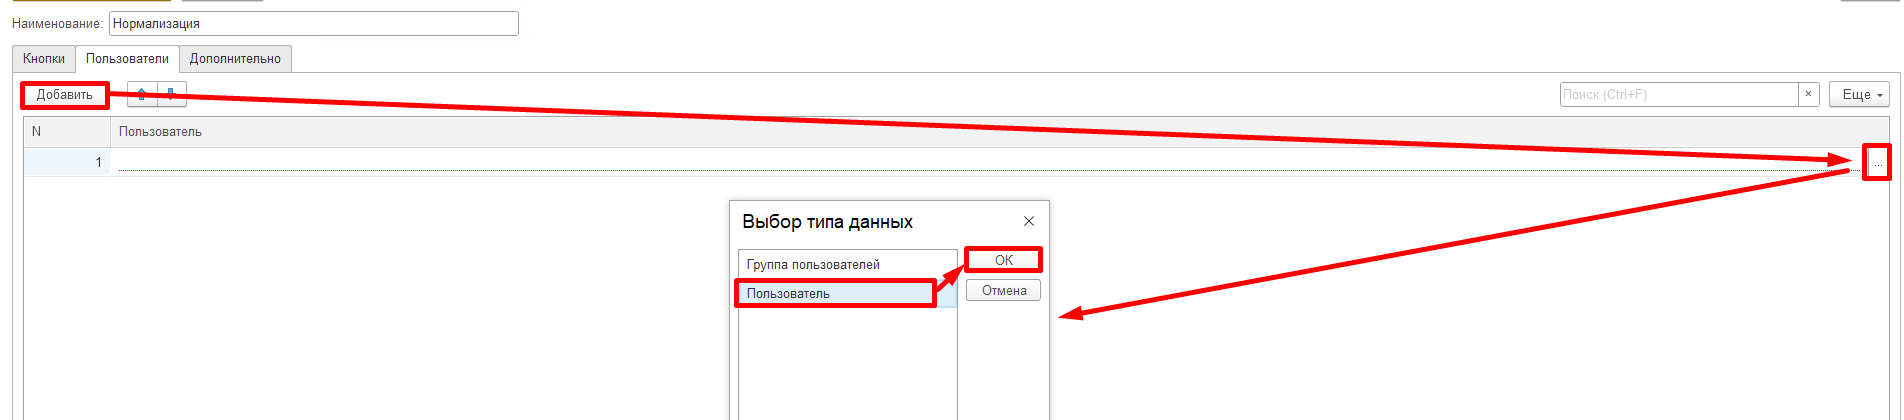 Наименование: Нормализация
Кнопки Пользователи Дополнительно
Добавить Поиск (Ctrl+F) × Еще
N Пользователь
1 ...
Выбор типа данных
Группа пользователей ОК
Пользователь Отмена